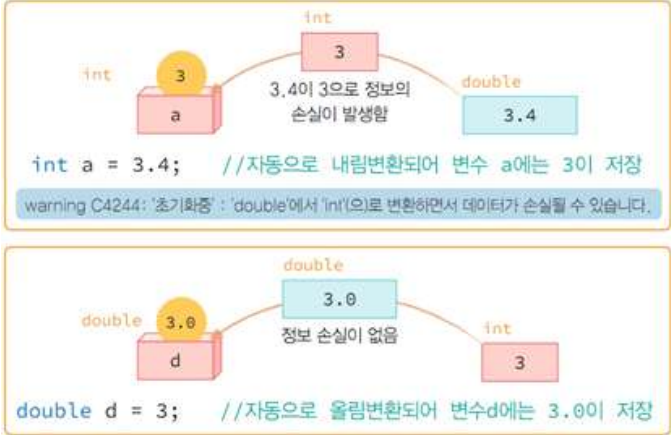 int
3
int
3
a
3.4이 3으로 정보의
손실이 발생함
double
3.4
int a = 3.4; //자동으로 내림변환되어 변수 a에는 3이 저장
warning C4244: '초기화중' : 'double'에서 'int'(으)로 변환하면서 데이터가 손실될 수 있습니다.
double
3.0
double
3.0
d
정보 손실이 없음
int
3
double d = 3; //자동으로 올림변환되어 변수d에는 3.0이 저장